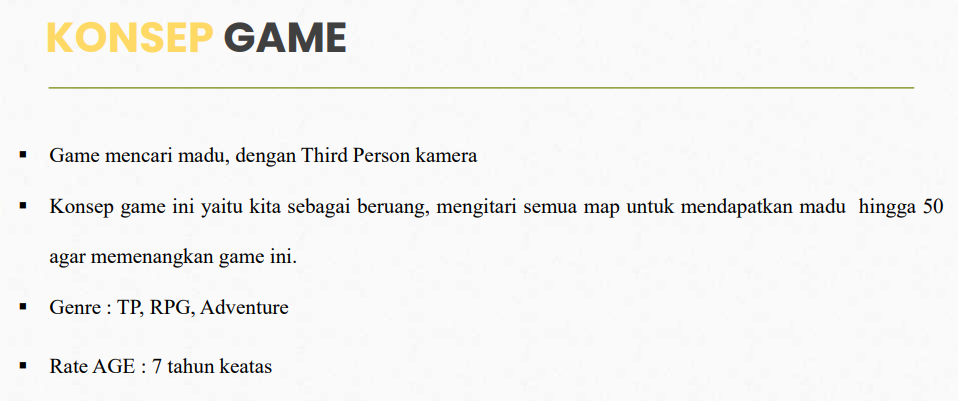 KONSEP GAME
▪ Game mencari madu, dengan Third Person kamera
▪ Konsep game ini yaitu kita sebagai beruang, mengitari semua map untuk mendapatkan madu  hingga 50
agar memenangkan game ini.
▪ Genre : TP, RPG, Adventure
▪ Rate AGE : 7 tahun keatas